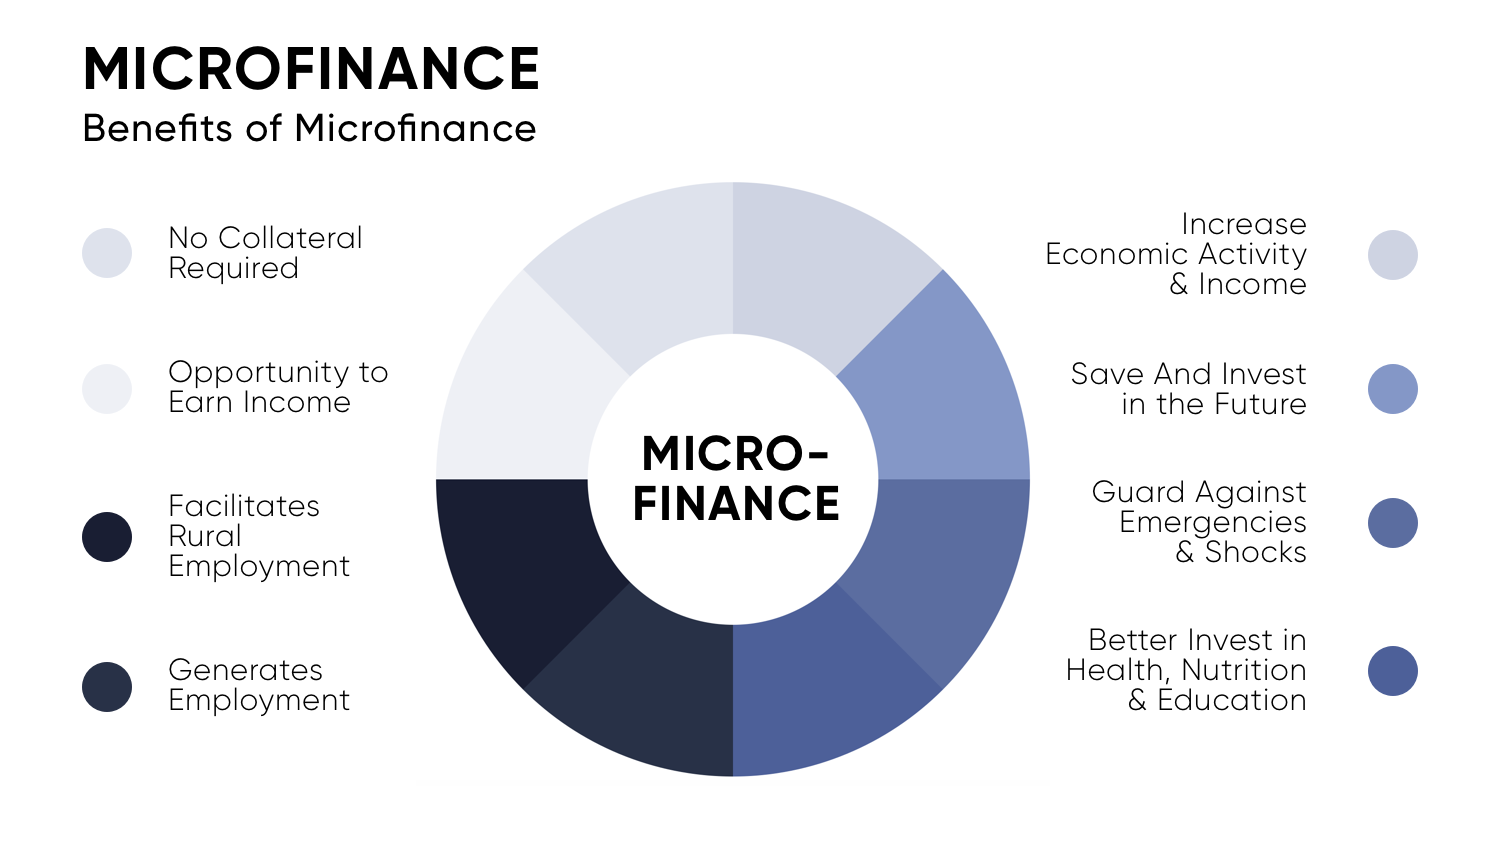 MICROFINANCE
Benefits of Microfinance
No Collateral
Required
Opportunity to
Earn Income
Facilitates
Rural
Employment
Generates
Employment
MICRO-
FINANCE
Increase
Economic Activity
& Income
Save And Invest
in the Future
Guard Against
Emergencies
& Shocks
Better Invest in
Health, Nutrition
& Education